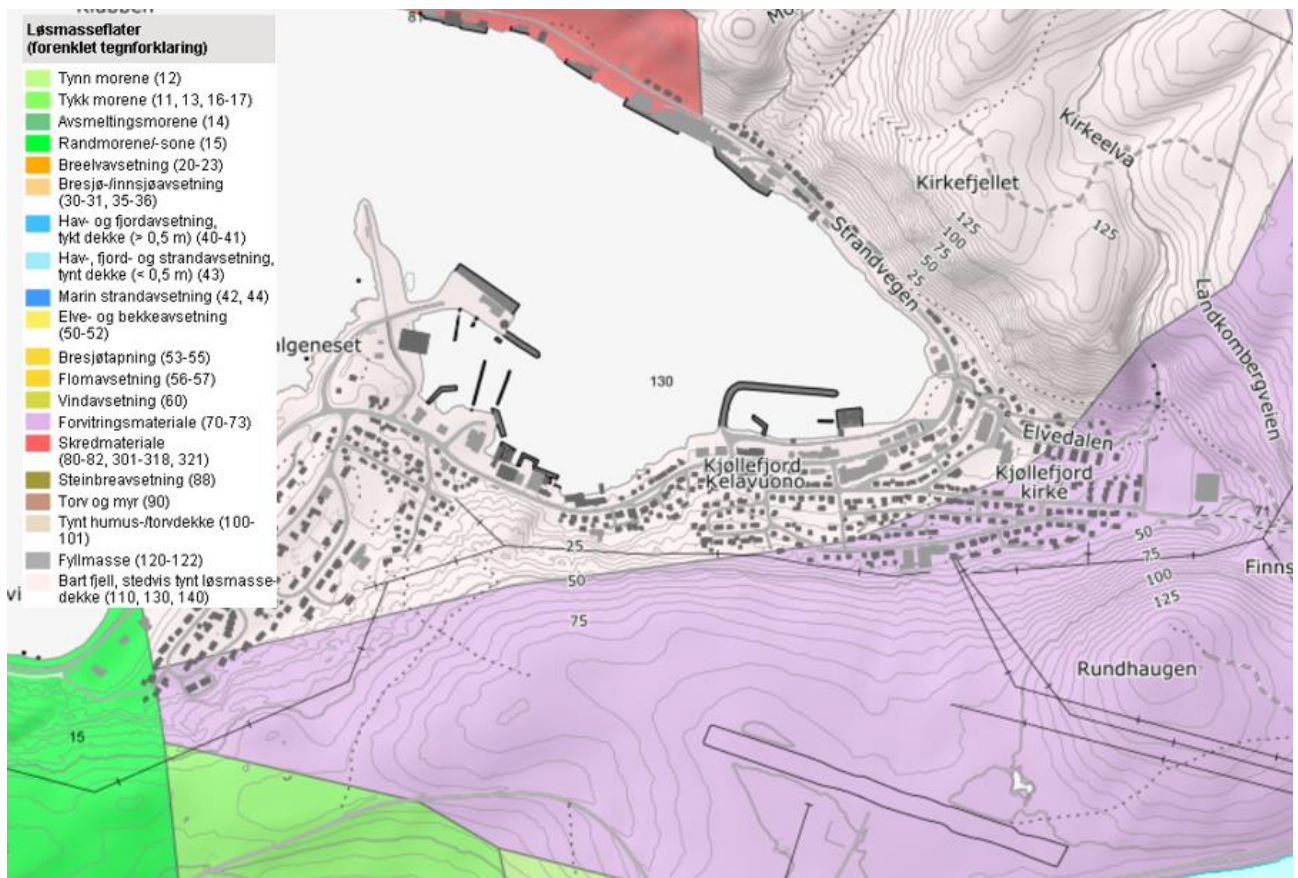 Løsmasseflater
(forenklet tegnforklaring)
Tynn morene (12)
Tykk morene (11, 13, 16-17)
Avsmeltingsmorene (14)
Randmorene/-sone (15)
Breelvavsetning (20-23)
Bresjø-/innsjøavsetning
(30-31, 35-36)
Hav- og fjordavsetning,
tykt dekke (> 0,5 m) (40-41)
Hav-, fjord- og strandavsetning,
tynt dekke (< 0,5 m) (43)
Marin strandavsetning (42, 44)
Elve- og bekkeavsetning
(50-52)
Bresjøtapning (53-55)
Flomavsetning (56-57)
Vindavsetning (60)
Forvitringsmateriale (70-73)
Skredmateriale
(80-82, 301-318, 321)
Steinbreavsetning (88)
Torv og myr (90)
Tynt humus-/torvdekke (100-
101)
Fyllmasse (120-122)
Bart fjell, stedvis tynt løsmasse-
dekke (110, 130, 140)
81
Kirkeelva
Kirkefjellet
125
100
75
50
25
125
Strandvegen
Landkombergveien
algeneset
130
Elvedalen
Kjøllefjord
Kelavuono
Kjøllefjord
kirke
71
25
50
75
50
75
100
125
Finns
Rundhaugen
15